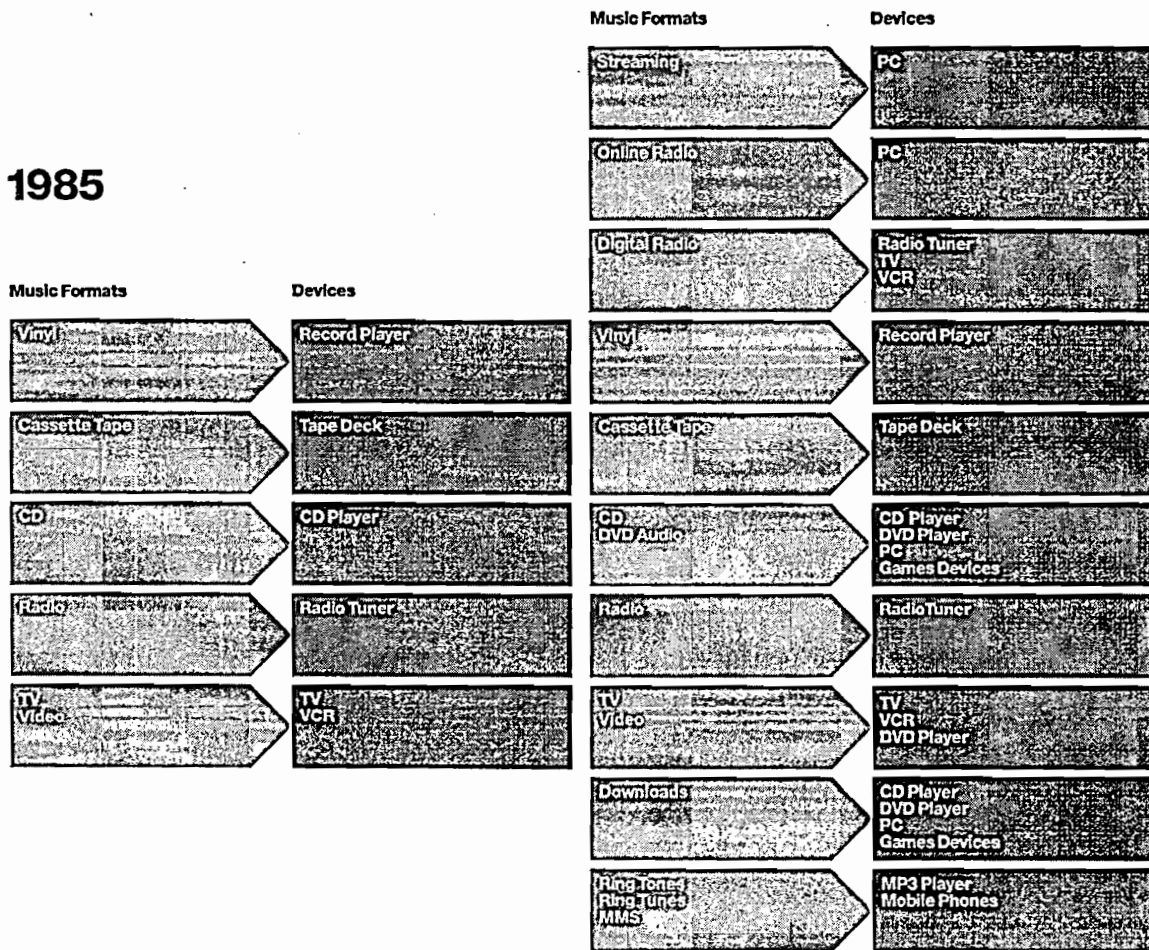 1985
Music Formats
Devices
Vinyl
Record Player
Cassette Tape
Tape Deck
CD
CD Player
Radio
Radio Tuner
TV
Video
TV
VCR
Music Formats
Devices
Streaming
PC
Online Radio
PC
Digital Radio
Radio Tuner
TV
VCR
Vinyl
Record Player
Cassette Tape
Tape Deck
CD
DVD Audio
CD Player
DVD Player
PC
Games Devices
Radio
Radio Tuner
TV
Video
TV
VCR
DVD Player
Downloads
CD Player
DVD Player
PC
Games Devices
Ring Tones
Ring Tunes
MMS
MP3 Player
Mobile Phones